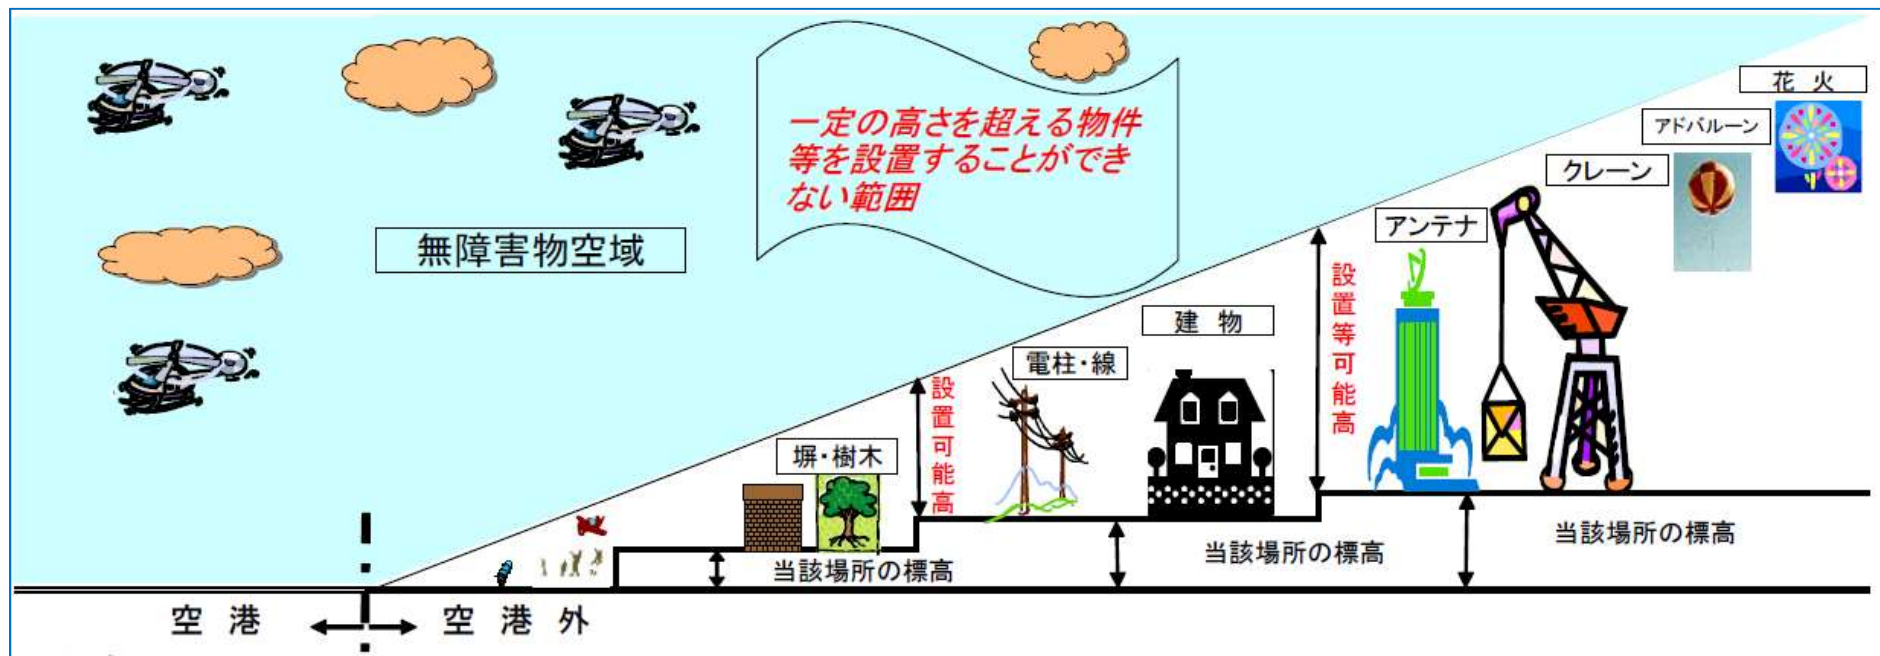 一定の高さを超える物件
等を設置することができ
ない範囲
無障害物空域
花 火
アドバルーン
クレーン
アンテナ
設置等可能高
建 物
電柱・線
設置可能高
塀・樹木
当該場所の標高
当該場所の標高
当該場所の標高
空 港
空 港 外